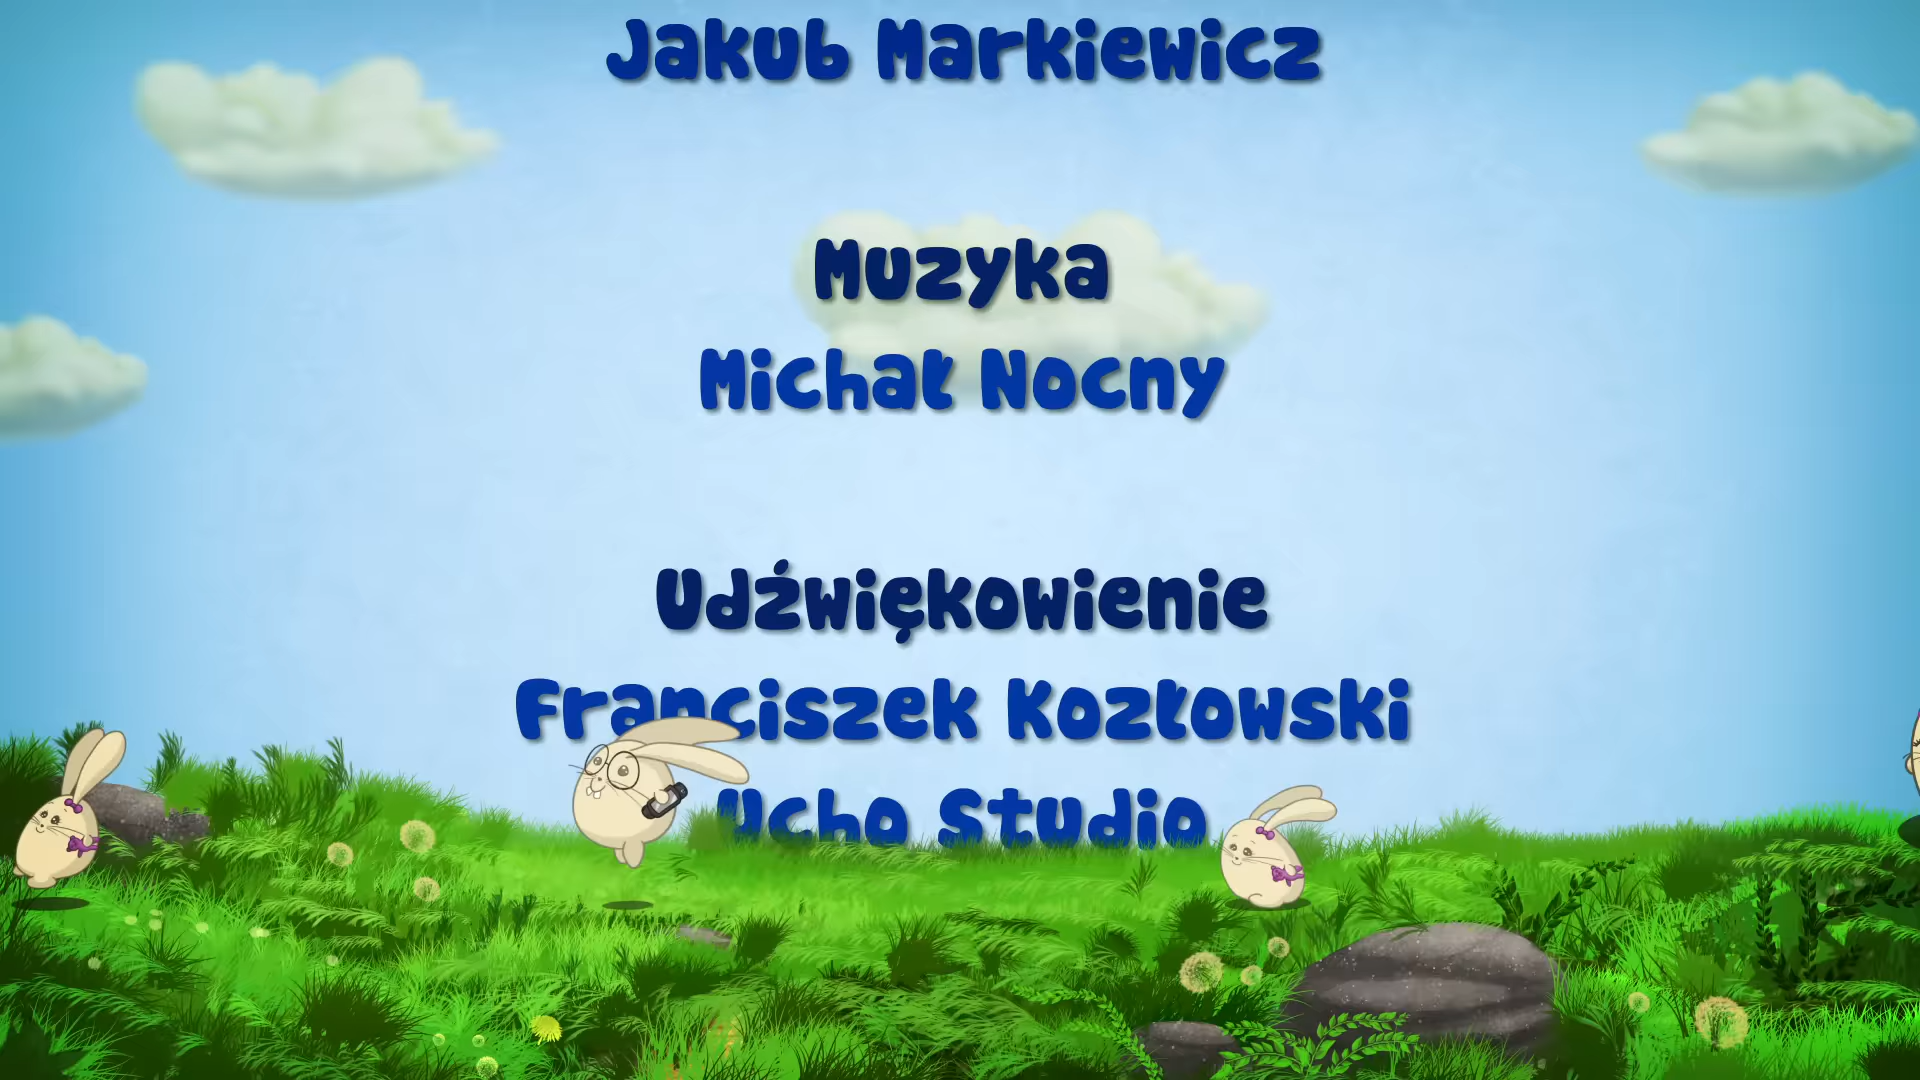 Jakub Markiewicz
Muzyka
Michał Nocny
Udźwiękowienie
Franciszek Kozłowski
Ucho Studio